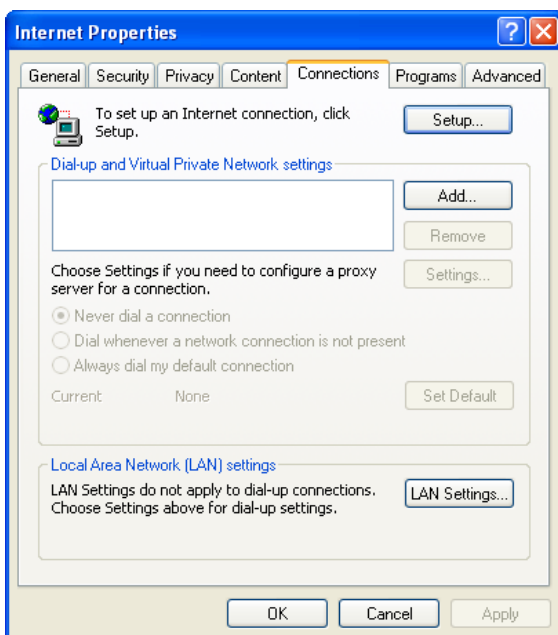 Internet Properties
?
General Security Privacy Content Connections Programs Advanced
To set up an Internet connection, click
Setup.
Setup...
Dial-up and Virtual Private Network settings
Add...
Remove
Choose Settings if you need to configure a proxy
server for a connection.
Settings...
Never dial a connection
Dial whenever a network connection is not present
Always dial my default connection
Current None
Set Default
Local Area Network (LAN) settings
LAN Settings do not apply to dial-up connections.
Choose Settings above for dial-up settings.
LAN Settings...
OK Cancel Apply